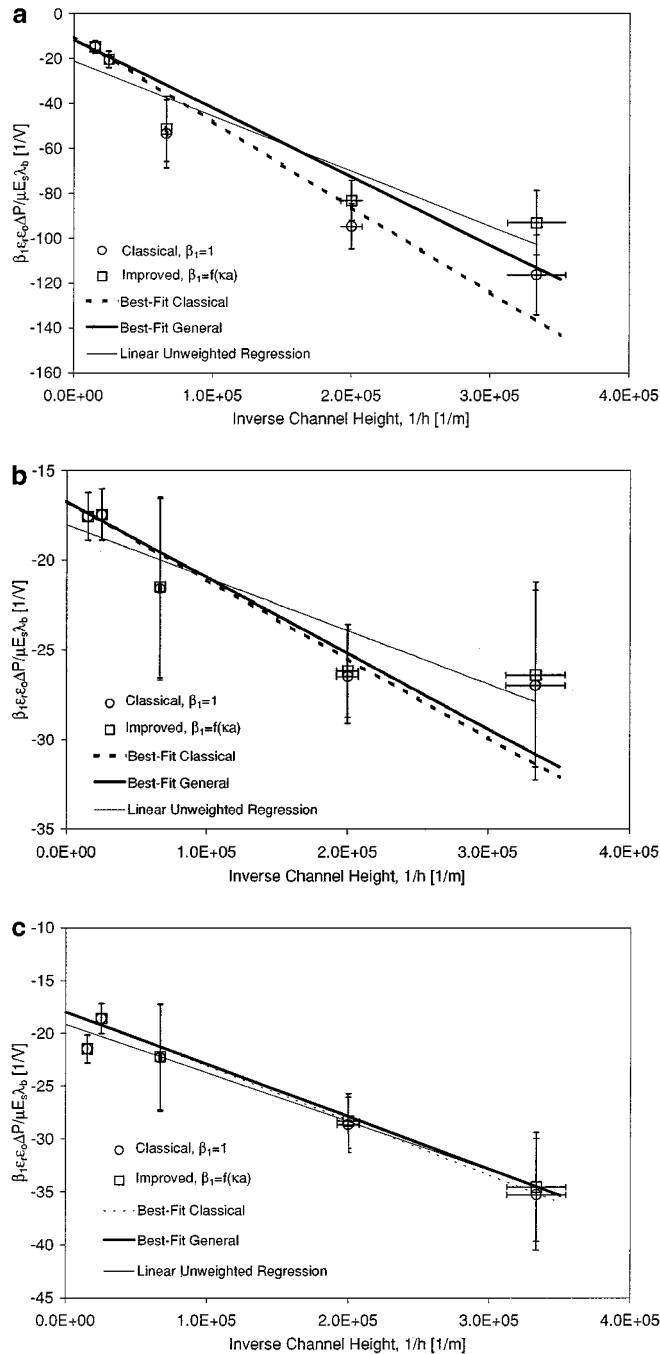 a
0
-20
-40
-60
-80
-100
-120
-140
-160
β₁εᵣεₒΔP/μEₛλ_b [1/V]
Classical, β₁=1
Improved, β₁=f(κa)
Best-Fit Classical
Best-Fit General
Linear Unweighted Regression
0.0E+00 1.0E+05 2.0E+05 3.0E+05 4.0E+05
Inverse Channel Height, 1/h [1/m]
b
-15
-20
-25
-30
-35
β₁εᵣεₒΔP/μEₛλ_b [1/V]
Classical, β₁=1
Improved, β₁=f(κa)
Best-Fit Classical
Best-Fit General
Linear Unweighted Regression
0.0E+00 1.0E+05 2.0E+05 3.0E+05 4.0E+05
Inverse Channel Height, 1/h [1/m]
c
-10
-15
-20
-25
-30
-35
-40
-45
β₁εᵣεₒΔP/μEₛλ_b [1/V]
Classical, β₁=1
Improved, β₁=f(κa)
Best-Fit Classical
Best-Fit General
Linear Unweighted Regression
0.0E+00 1.0E+05 2.0E+05 3.0E+05 4.0E+05
Inverse Channel Height, 1/h [1/m]